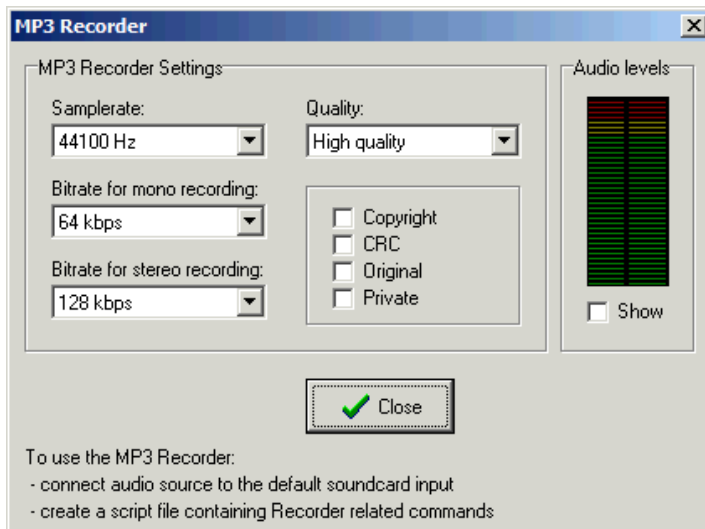 MP3 Recorder
MP3 Recorder Settings
Samplerate:
44100 Hz
Bitrate for mono recording:
64 kbps
Bitrate for stereo recording:
128 kbps
Quality:
High quality
Copyright
CRC
Original
Private
Audio levels
Show
Close
To use the MP3 Recorder:
- connect audio source to the default soundcard input
- create a script file containing Recorder related commands